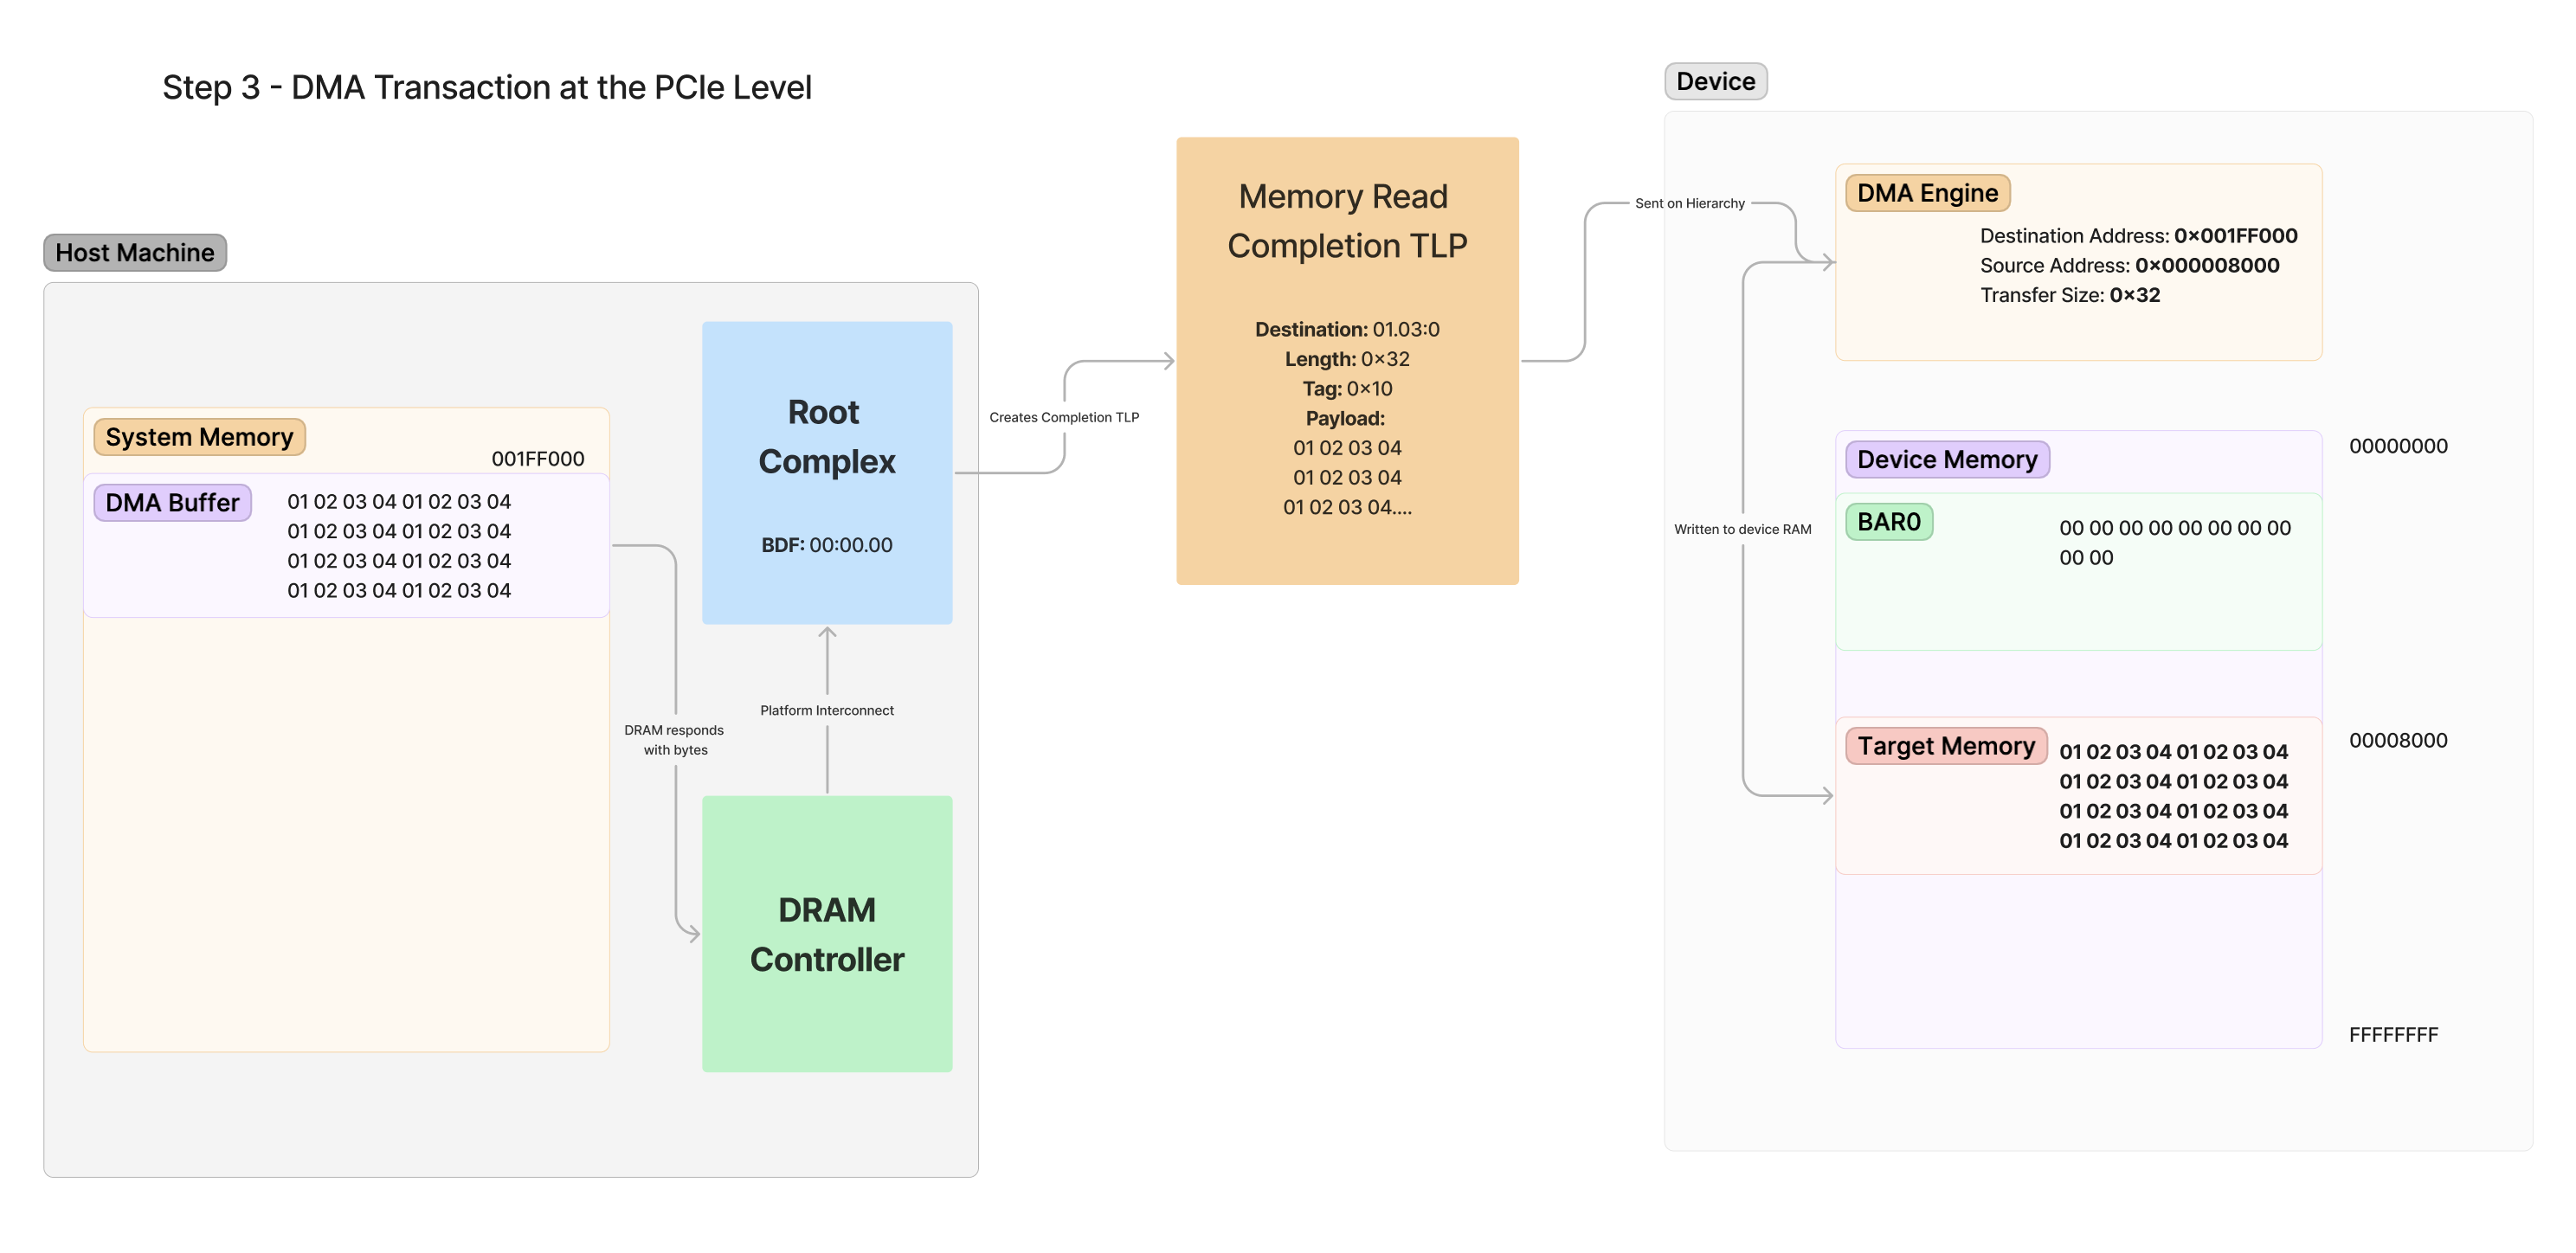 Step 3 - DMA Transaction at the PCIe Level
Host Machine
System Memory
001FF000
DMA Buffer
01 02 03 04 01 02 03 04
01 02 03 04 01 02 03 04
01 02 03 04 01 02 03 04
01 02 03 04 01 02 03 04
DRAM responds
with bytes
Root
Complex
BDF: 00:00.00
Platform Interconnect
DRAM
Controller
Creates Completion TLP
Memory Read
Completion TLP
Destination: 01.03:0
Length: 0×32
Tag: 0×10
Payload:
01 02 03 04
01 02 03 04
01 02 03 04....
Sent on Hierarchy
Written to device RAM
Device
DMA Engine
Destination Address: 0×001FF000
Source Address: 0×000008000
Transfer Size: 0×32
Device Memory
00000000
BAR0
00 00 00 00 00 00 00 00
00 00
Target Memory
00008000
01 02 03 04 01 02 03 04
01 02 03 04 01 02 03 04
01 02 03 04 01 02 03 04
01 02 03 04 01 02 03 04
FFFFFFFF